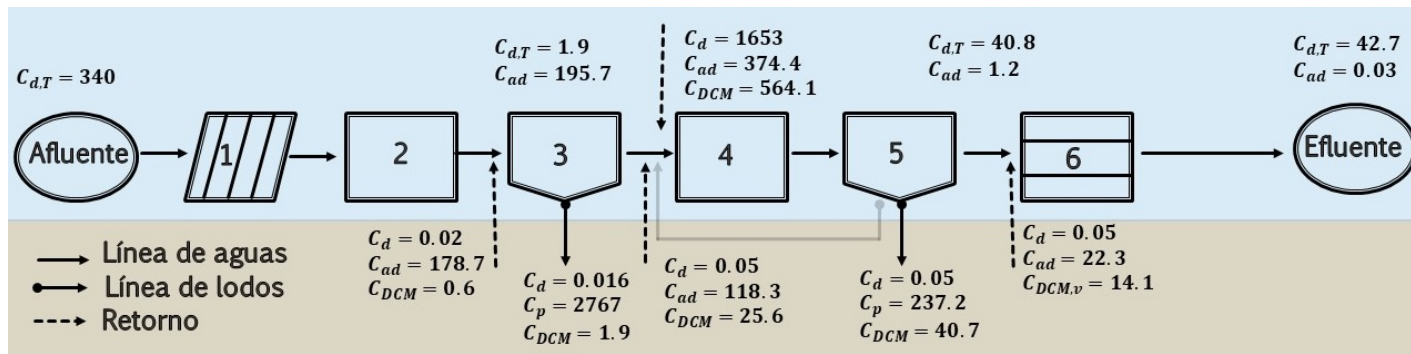 C_{d,T} = 340
C_{d,T} = 1.9
C_{ad} = 195.7
C_d = 1653
C_{ad} = 374.4
C_{DCM} = 564.1
C_{d,T} = 40.8
C_{ad} = 1.2
C_{d,T} = 42.7
C_{ad} = 0.03
Afluente
1
2
3
4
5
6
Efluente
Línea de aguas
Línea de lodos
Retorno
C_d = 0.02
C_{ad} = 178.7
C_{DCM} = 0.6
C_d = 0.016
C_p = 2767
C_{DCM} = 1.9
C_d = 0.05
C_{ad} = 118.3
C_{DCM} = 25.6
C_d = 0.05
C_p = 237.2
C_{DCM} = 40.7
C_d = 0.05
C_{ad} = 22.3
C_{DCM,v} = 14.1